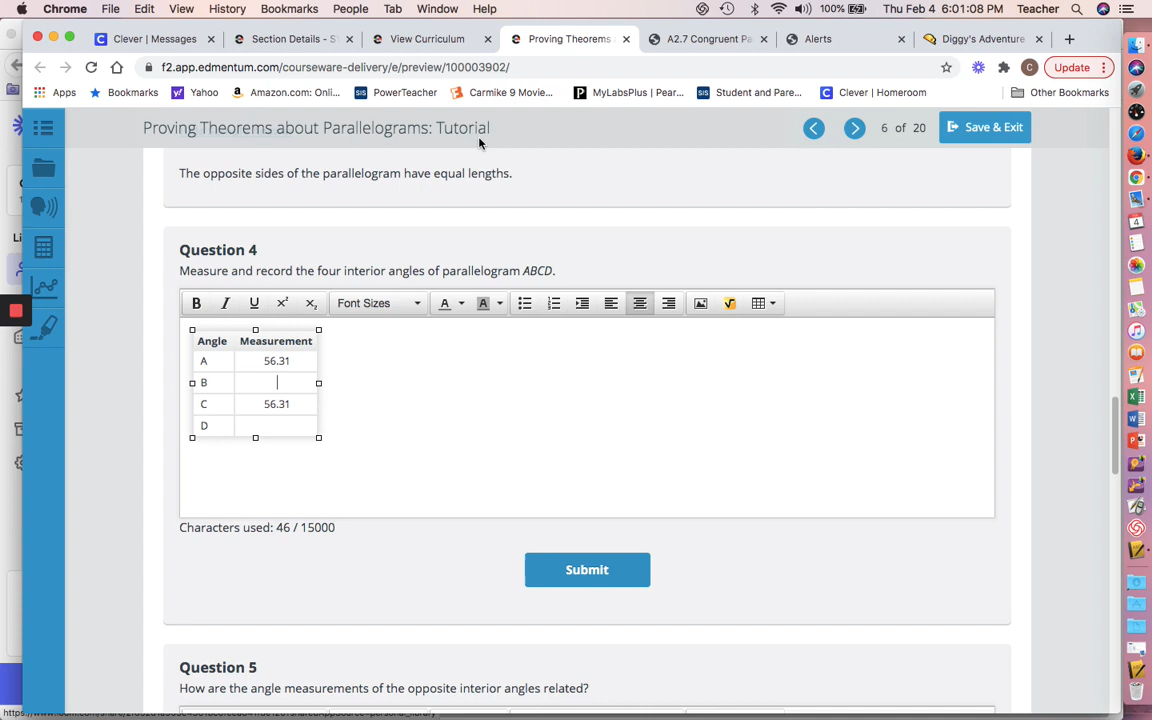 Chrome File Edit View History Bookmarks People Tab Window Help 100% Thu Feb 4 6:01:08 PM Teacher
Clever | Messages Section Details - S View Curriculum Proving Theorems A2.7 Congruent Pa Alerts Diggy's Adventure
f2.app.edmentum.com/courseware-delivery/e/preview/100003902/ C Update
Apps Bookmarks Yahoo Amazon.com: Onli... PowerTeacher Carmike 9 Movie... MyLabsPlus | Pear... Student and Pare... Clever | Homeroom Other Bookmarks
Proving Theorems about Parallelograms: Tutorial 6 of 20 Save & Exit
The opposite sides of the parallelogram have equal lengths.
Question 4
Measure and record the four interior angles of parallelogram ABCD.
B I U x² x₂ Font Sizes A A
Angle Measurement
A 56.31
B
C 56.31
D
Characters used: 46 / 15000
Submit
Question 5
How are the angle measurements of the opposite interior angles related?